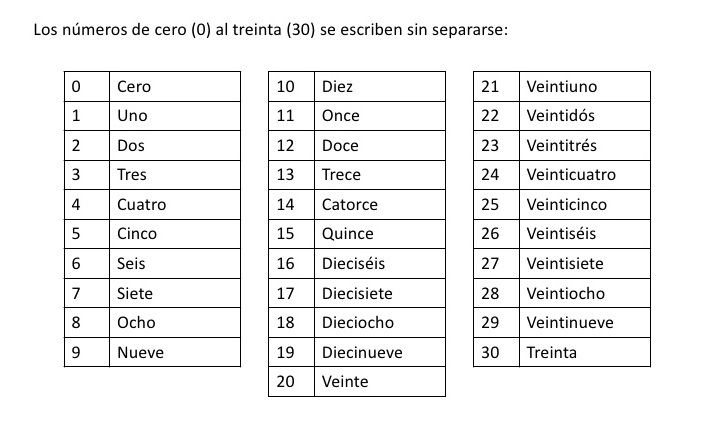 Los números de cero (0) al treinta (30) se escriben sin separarse:
0 Cero
1 Uno
2 Dos
3 Tres
4 Cuatro
5 Cinco
6 Seis
7 Siete
8 Ocho
9 Nueve
10 Diez
11 Once
12 Doce
13 Trece
14 Catorce
15 Quince
16 Dieciséis
17 Diecisiete
18 Dieciocho
19 Diecinueve
20 Veinte
21 Veintiuno
22 Veintidós
23 Veintitrés
24 Veinticuatro
25 Veinticinco
26 Veintiséis
27 Veintisiete
28 Veintiocho
29 Veintinueve
30 Treinta